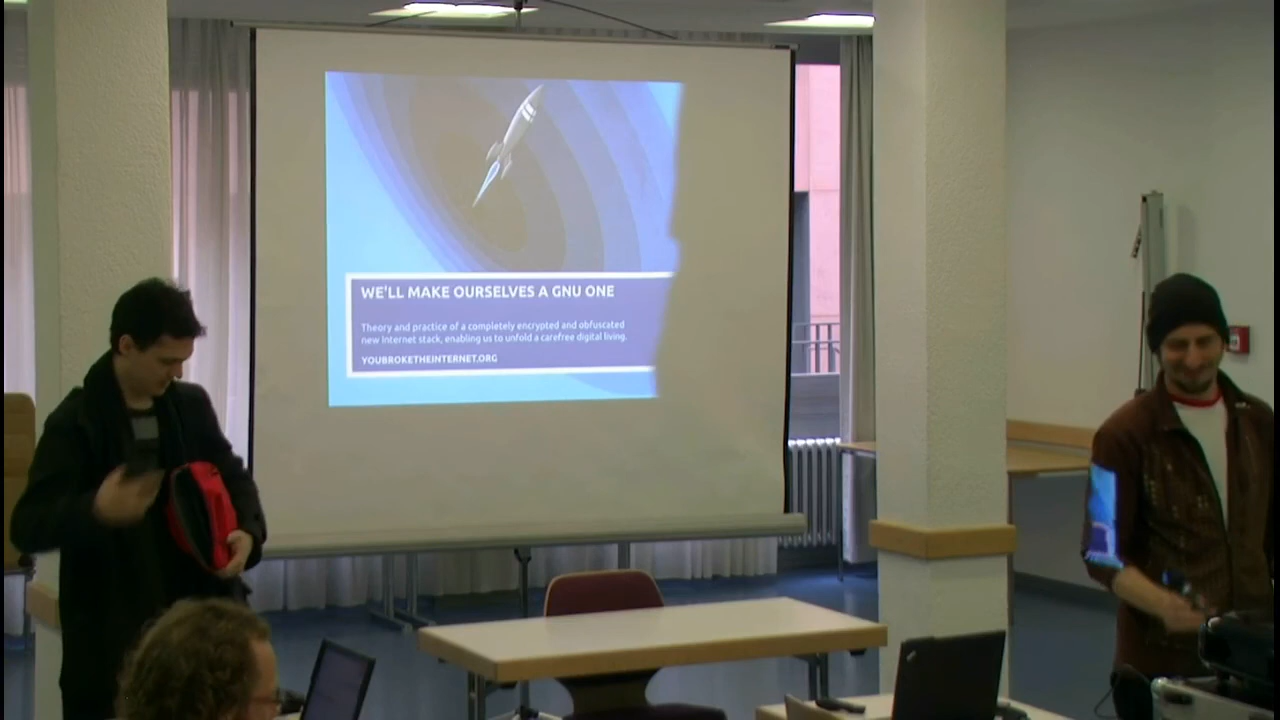 WE'LL MAKE OURSELVES A GNU ONE
Theory and practice of a completely encrypted and obfuscated
new Internet stack, enabling us to unfold a carefree digital living.
YOUBROKETHEINTERNET.ORG